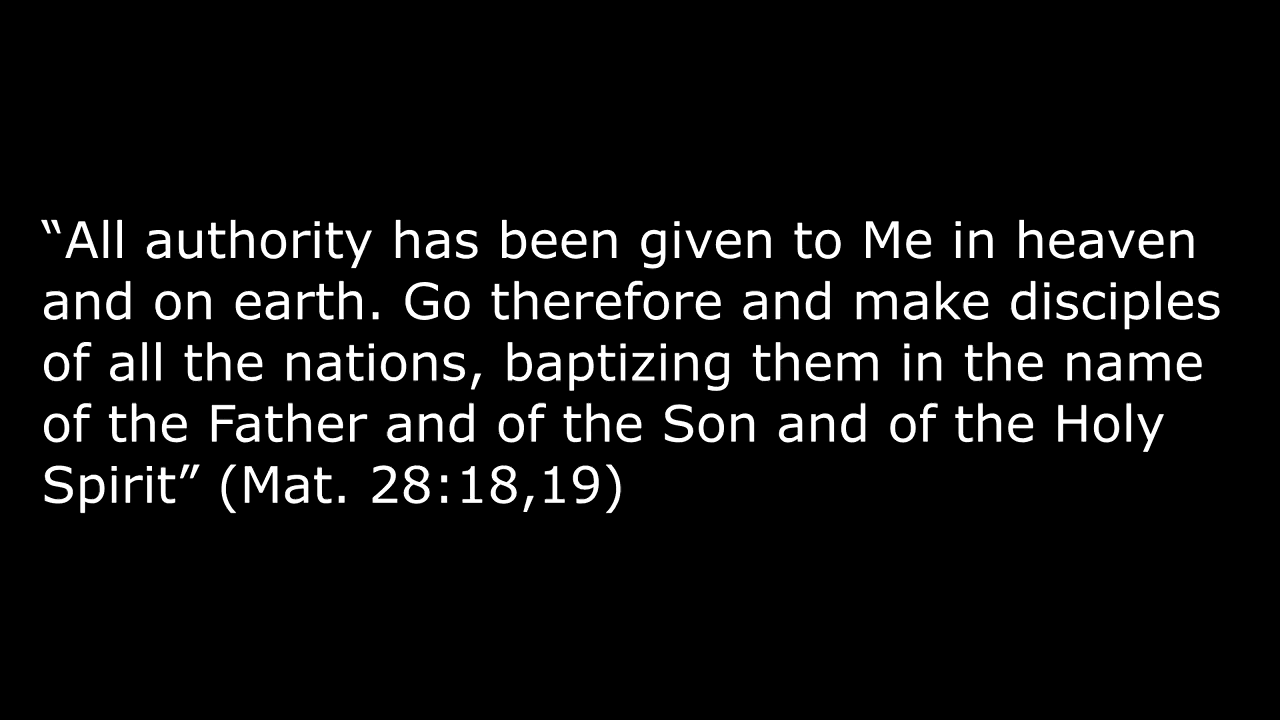 “All authority has been given to Me in heaven
and on earth. Go therefore and make disciples
of all the nations, baptizing them in the name
of the Father and of the Son and of the Holy
Spirit” (Mat. 28:18,19)